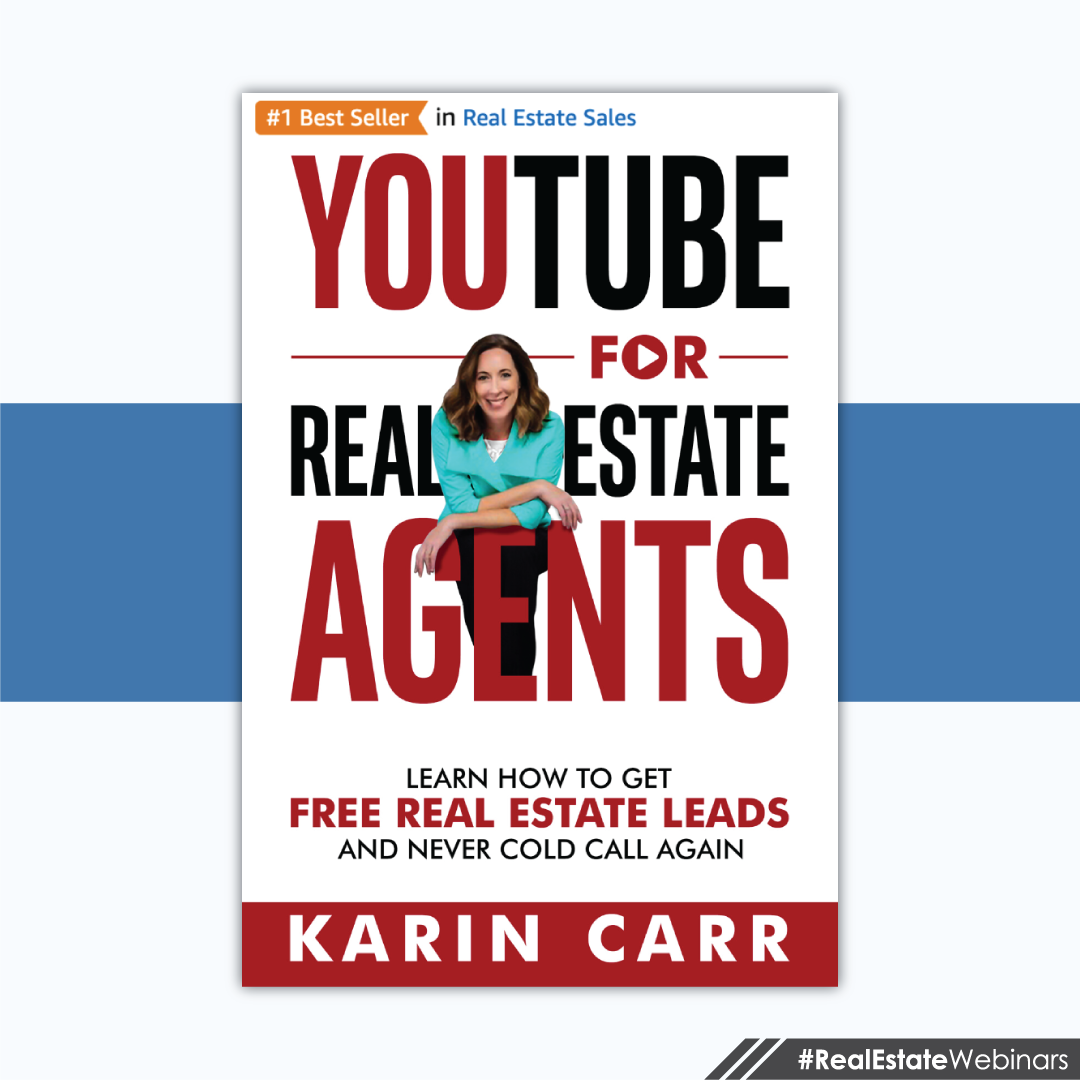 #1 Best Seller in Real Estate Sales
YOUTUBE
FOR
REAL ESTATE
AGENTS
LEARN HOW TO GET
FREE REAL ESTATE LEADS
AND NEVER COLD CALL AGAIN
KARIN CARR
#RealEstateWebinars